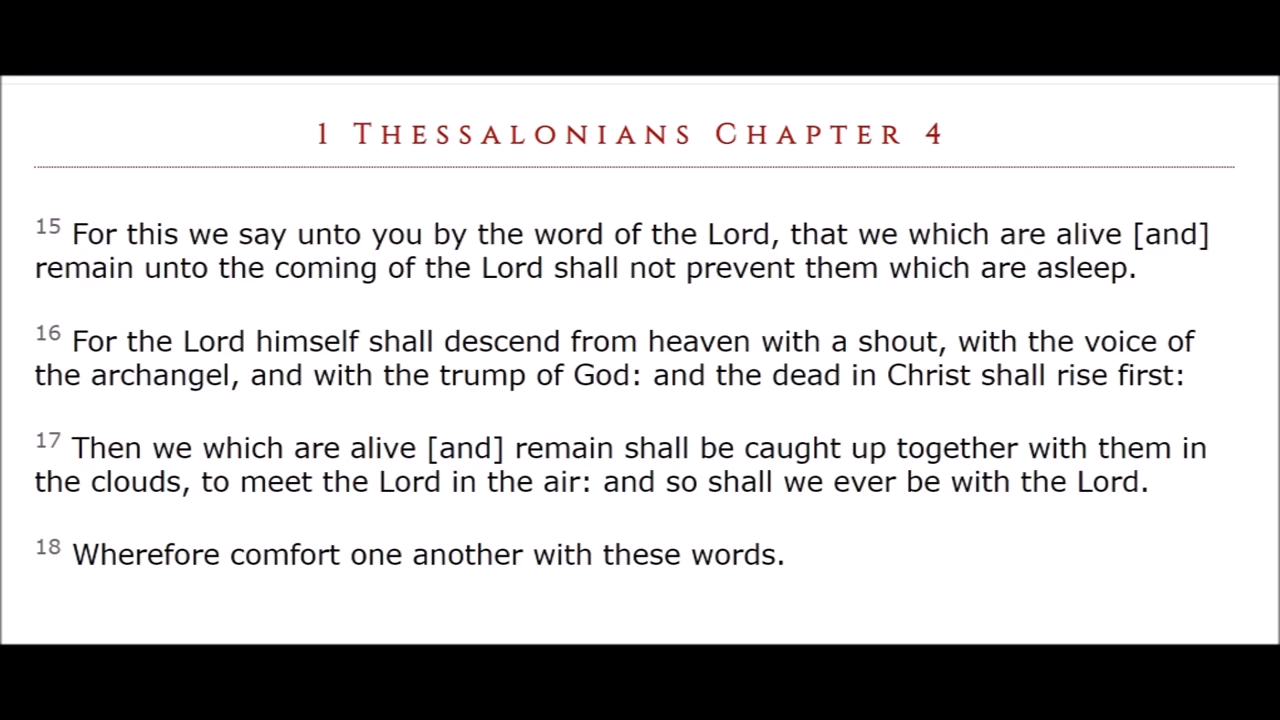 1 Thessalonians Chapter 4
15 For this we say unto you by the word of the Lord, that we which are alive [and]
remain unto the coming of the Lord shall not prevent them which are asleep.
16 For the Lord himself shall descend from heaven with a shout, with the voice of
the archangel, and with the trump of God: and the dead in Christ shall rise first:
17 Then we which are alive [and] remain shall be caught up together with them in
the clouds, to meet the Lord in the air: and so shall we ever be with the Lord.
18 Wherefore comfort one another with these words.